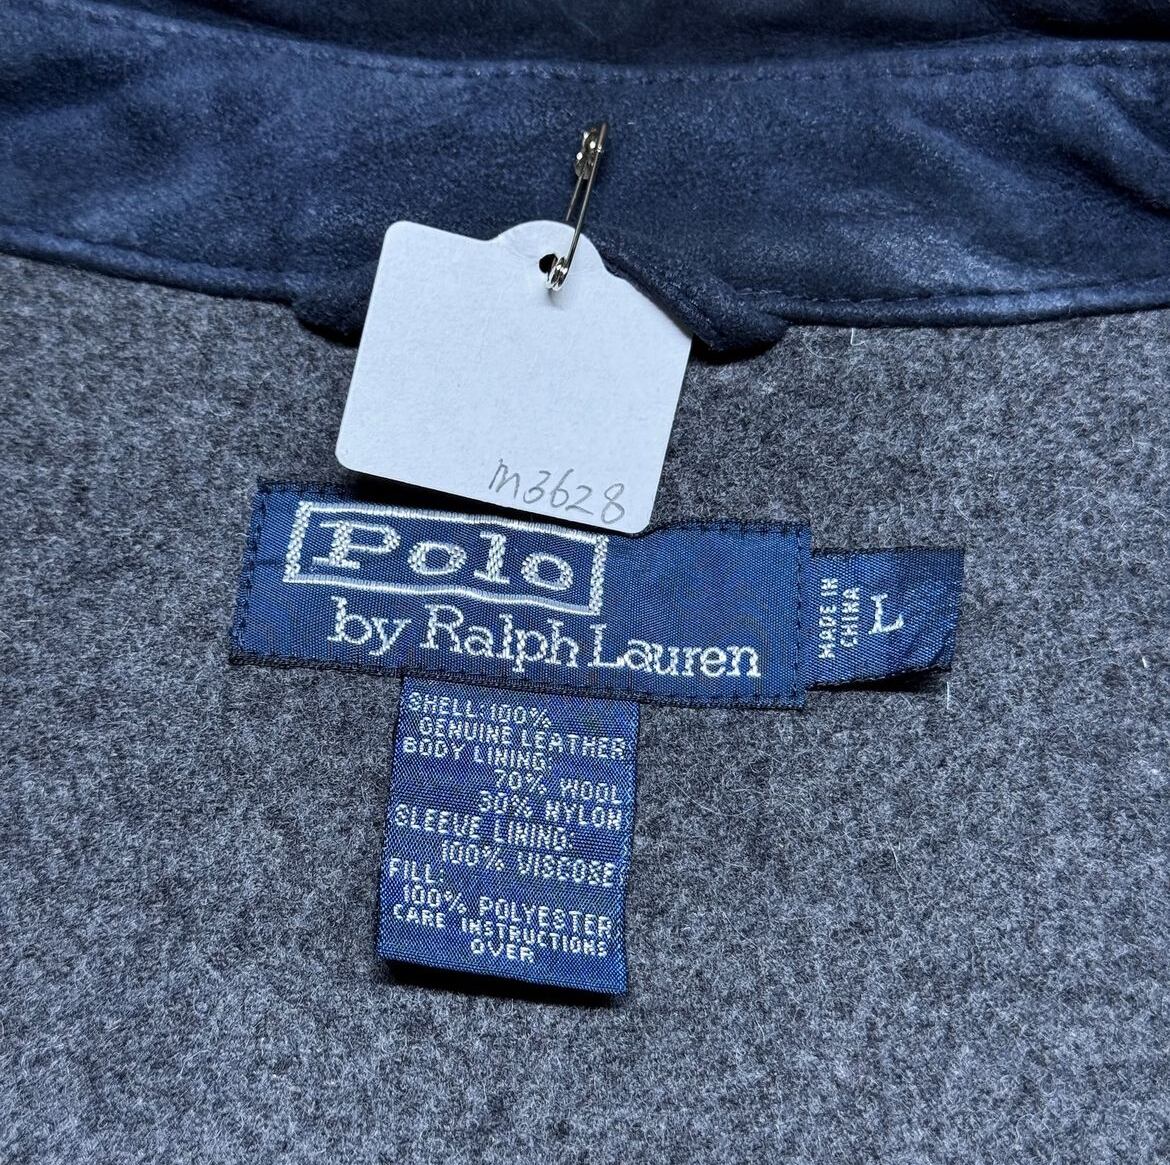 m3628
Polo
by Ralph Lauren
MADE IN
CHINA
L
SHELL:100%
GENUINE LEATHER
BODY LINING:
70% WOOL
30% NYLON
SLEEVE LINING:
100% VISCOSE
FILL:
100% POLYESTER
CARE INSTRUCTIONS
OVER